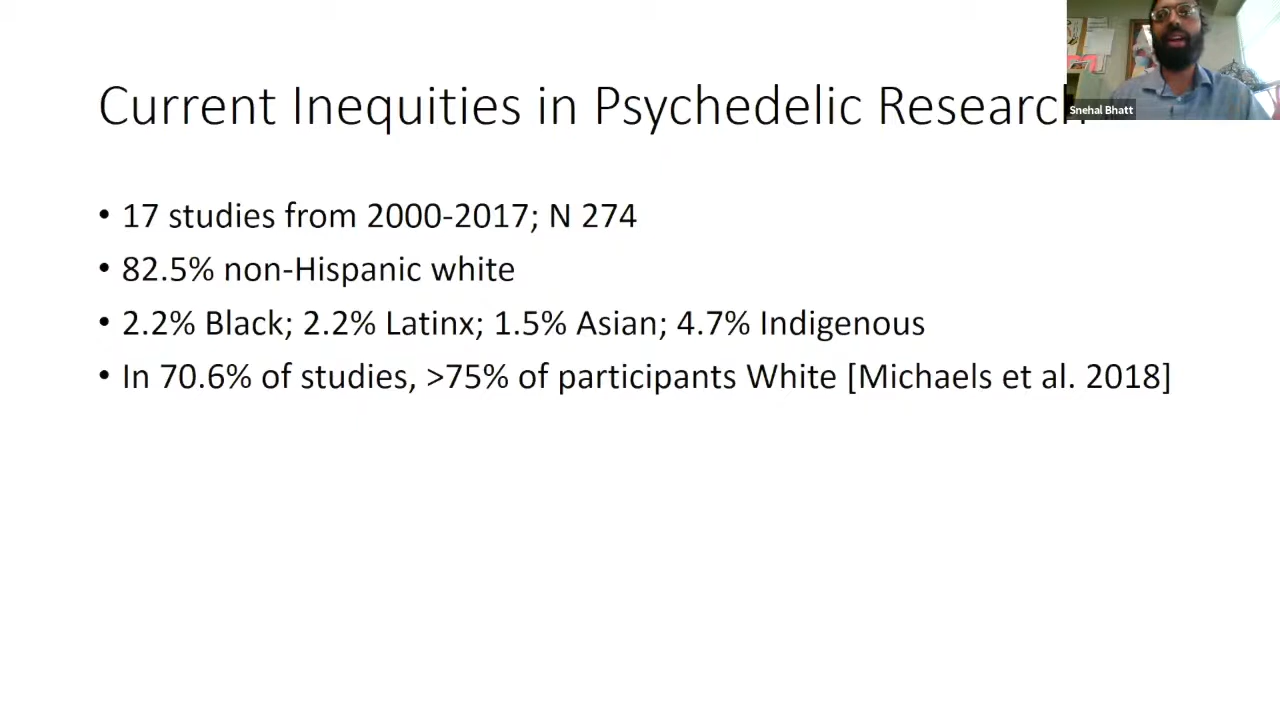 Snehal Bhatt
Current Inequities in Psychedelic Research
• 17 studies from 2000-2017; N 274
• 82.5% non-Hispanic white
• 2.2% Black; 2.2% Latinx; 1.5% Asian; 4.7% Indigenous
• In 70.6% of studies, >75% of participants White [Michaels et al. 2018]